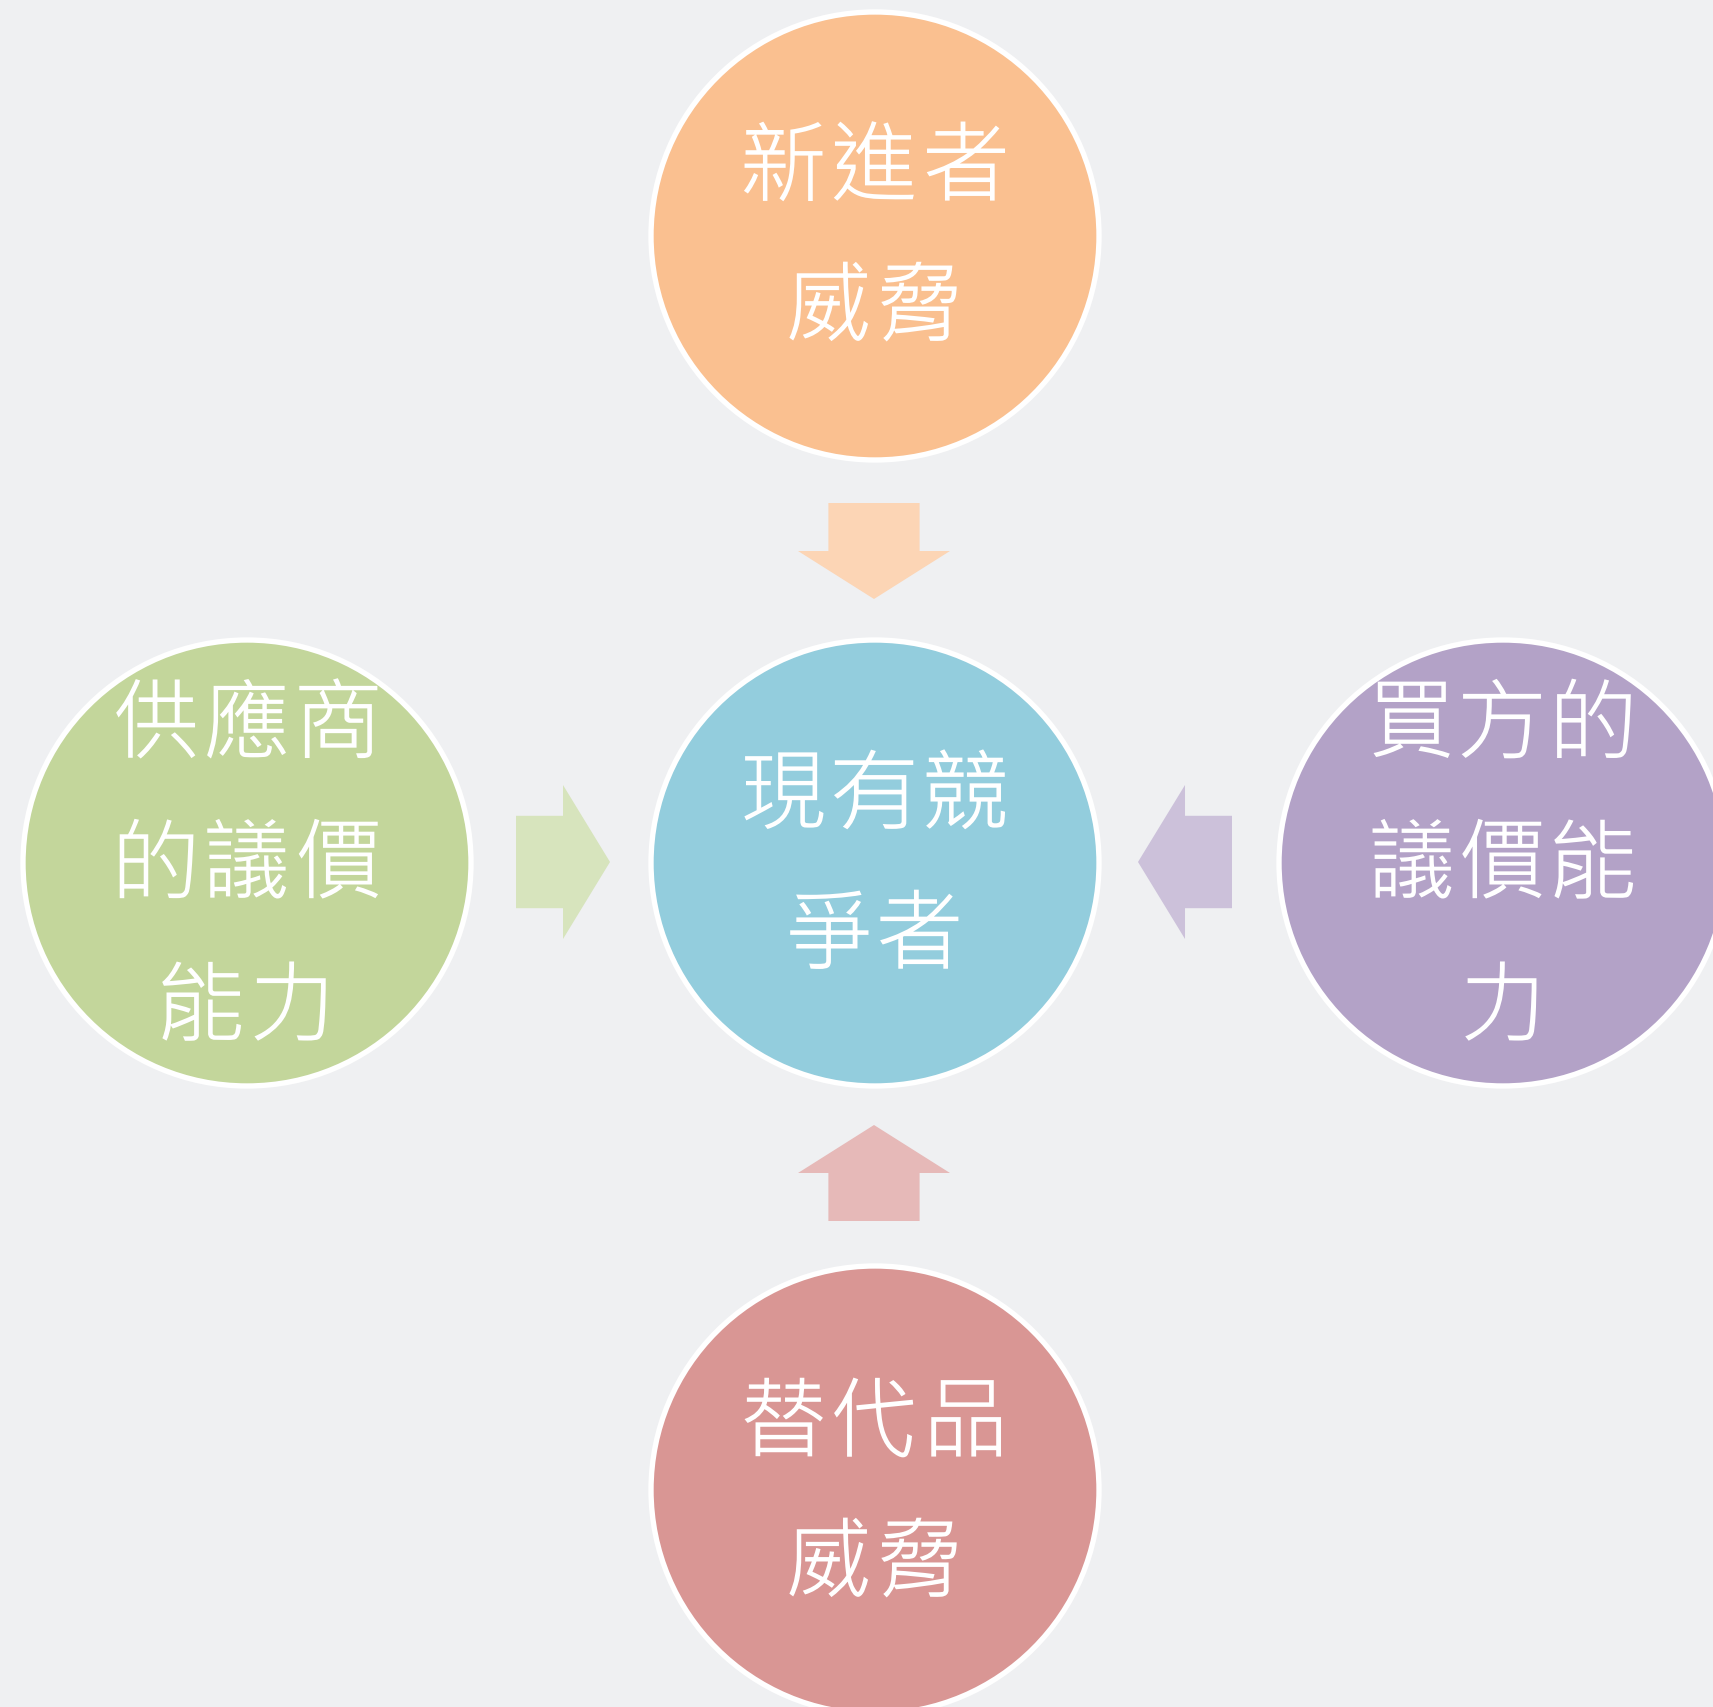 新進者
威脅
供應商
的議價
能力
現有競
爭者
買方的
議價能
力
替代品
威脅